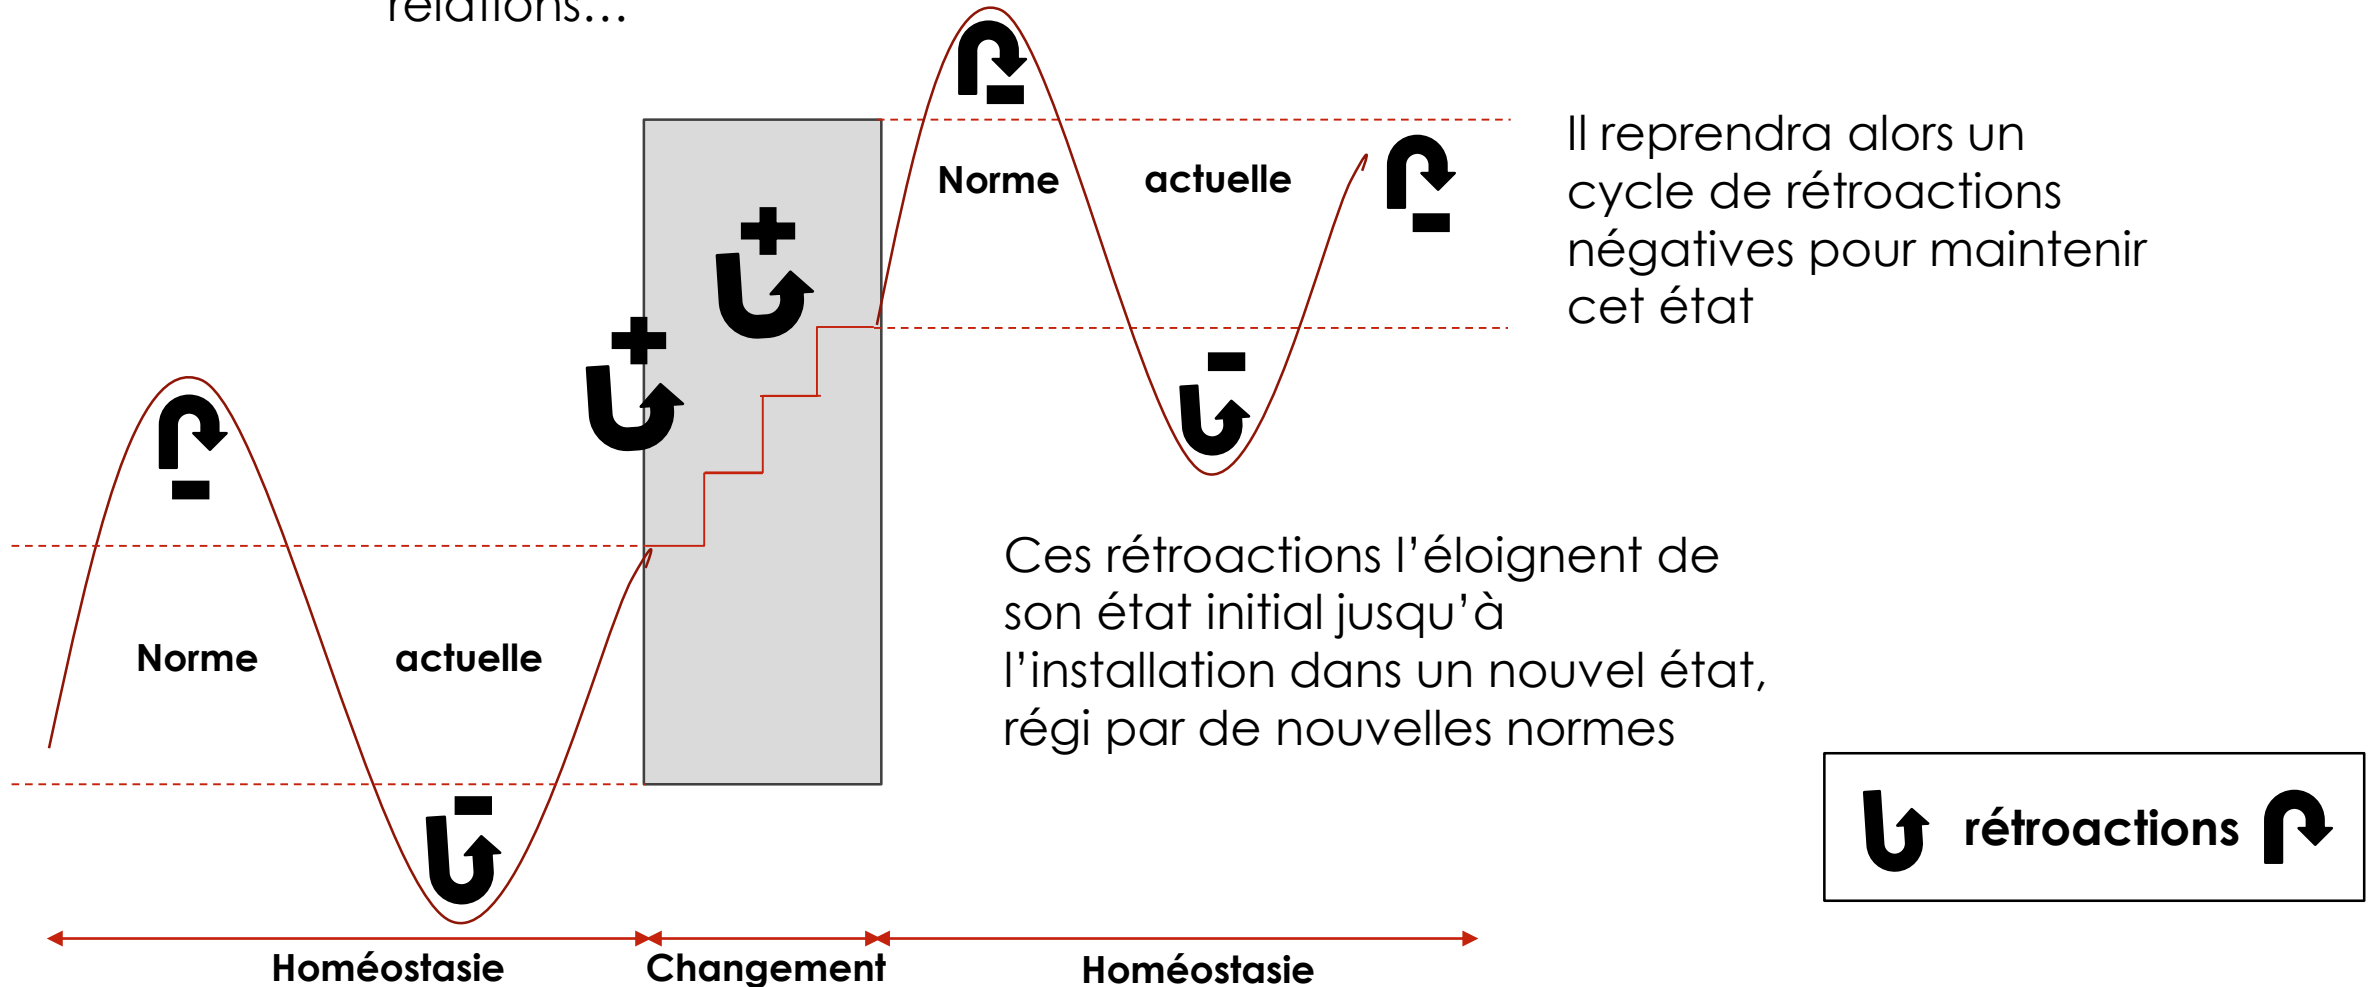 relations…
Norme actuelle
Il reprendra alors un
cycle de rétroactions
négatives pour maintenir
cet état
Norme actuelle
Ces rétroactions l’éloignent de
son état initial jusqu’à
l’installation dans un nouvel état,
régi par de nouvelles normes
rétroactions
Homéostasie
Changement
Homéostasie